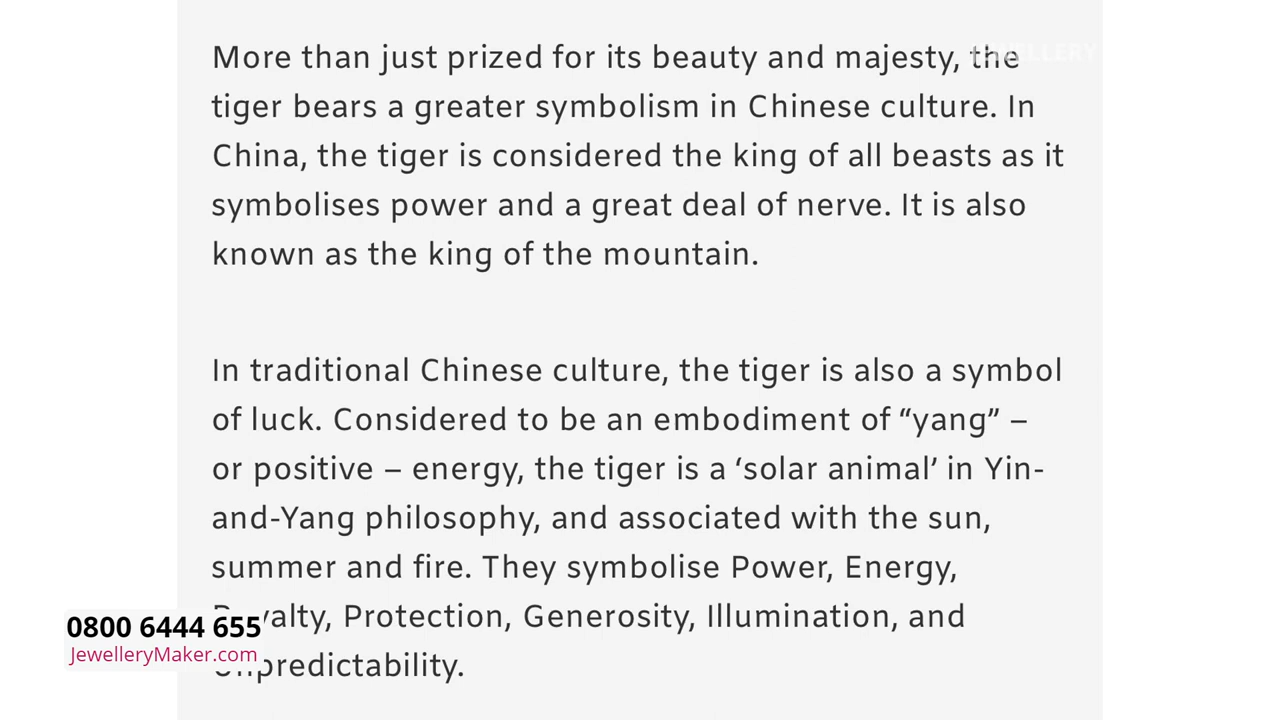 More than just prized for its beauty and majesty, the
JEWELLERY
tiger bears a greater symbolism in Chinese culture. In
China, the tiger is considered the king of all beasts as it
symbolises power and a great deal of nerve. It is also
known as the king of the mountain.
In traditional Chinese culture, the tiger is also a symbol
of luck. Considered to be an embodiment of “yang” –
or positive – energy, the tiger is a ‘solar animal’ in Yin-
and-Yang philosophy, and associated with the sun,
summer and fire. They symbolise Power, Energy,
Royalty, Protection, Generosity, Illumination, and
Unpredictability.
0800 6444 655
JewelleryMaker.com